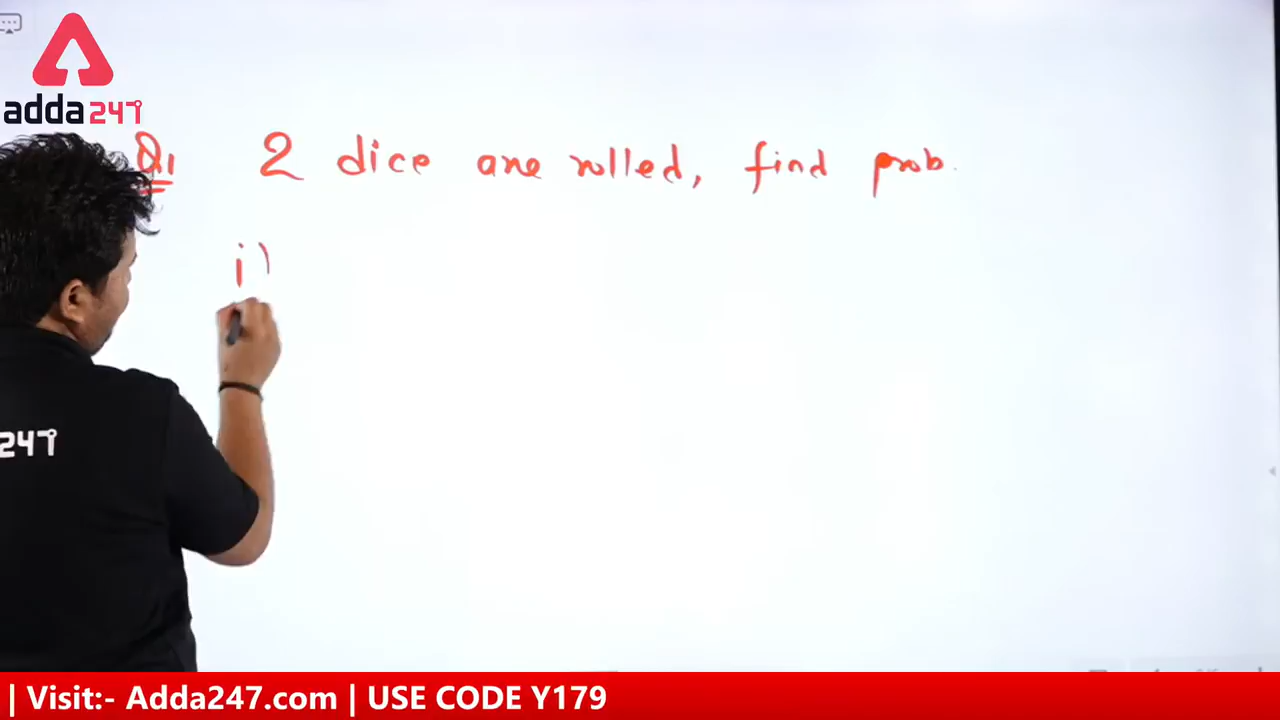 adda247
Q1 2 dice are rolled, find prob.
i)
247
| Visit:- Adda247.com | USE CODE Y179